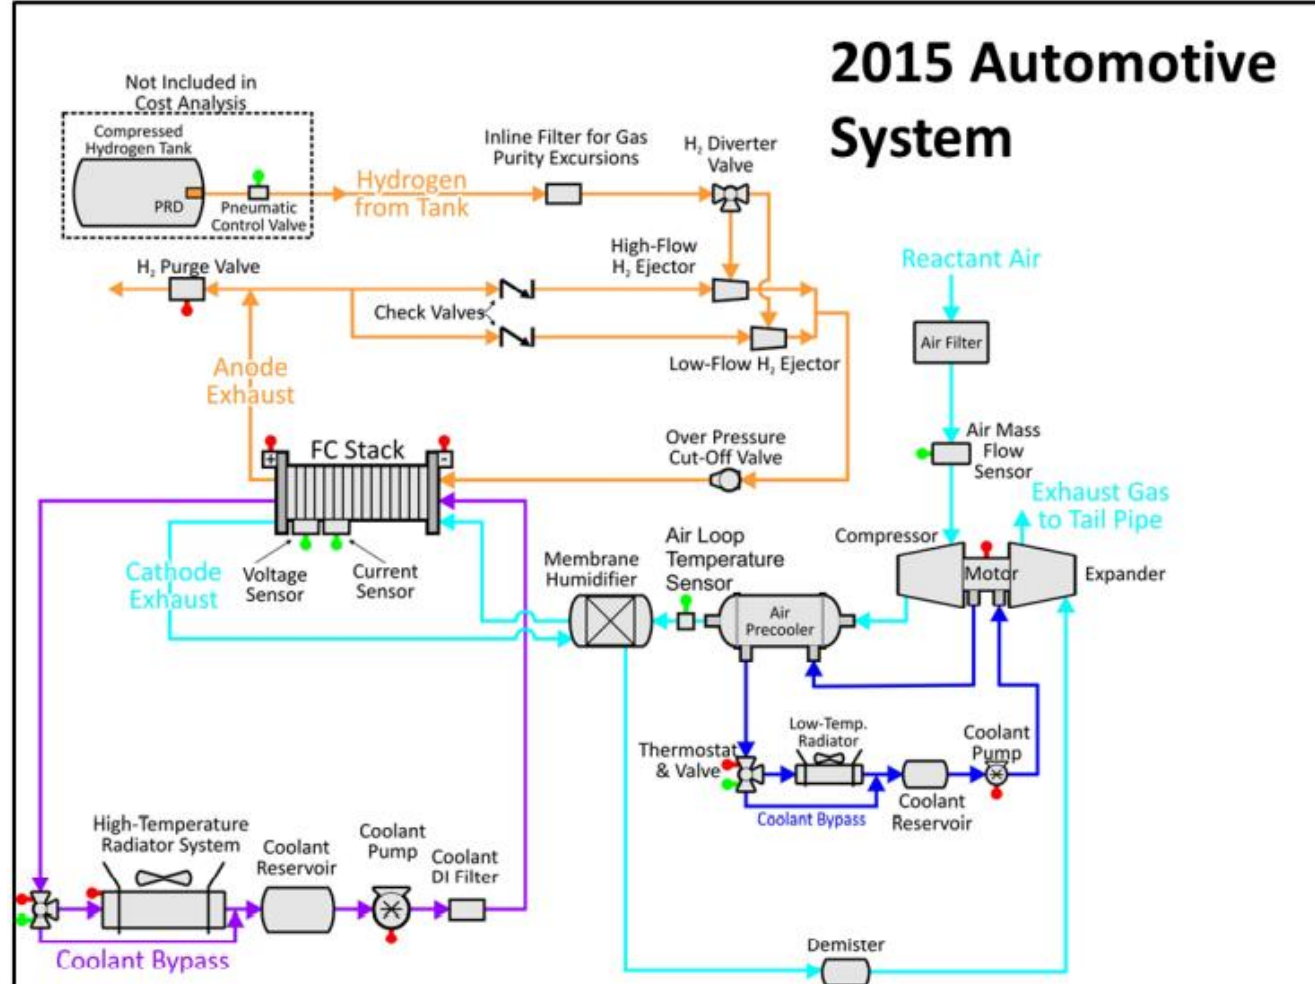 2015 Automotive
System
Not Included in
Cost Analysis
Compressed
Hydrogen Tank
PRD
Pneumatic
Control Valve
Hydrogen
from Tank
Inline Filter for Gas
Purity Excursions
H₂ Diverter
Valve
High-Flow
H₂ Ejector
H₂ Purge Valve
Check Valves
Low-Flow H₂ Ejector
Anode
Exhaust
Reactant Air
Air Filter
Air Mass
Flow
Sensor
Exhaust Gas
to Tail Pipe
FC Stack
+
-
Over Pressure
Cut-Off Valve
Compressor
Motor
Expander
Cathode
Exhaust
Voltage
Sensor
Current
Sensor
Membrane
Humidifier
Air Loop
Temperature
Sensor
Air
Precooler
Thermostat
& Valve
Low-Temp.
Radiator
Coolant
Pump
Coolant
Reservoir
Coolant Bypass
High-Temperature
Radiator System
Coolant
Reservoir
Coolant
Pump
Coolant
DI Filter
Coolant Bypass
Demister